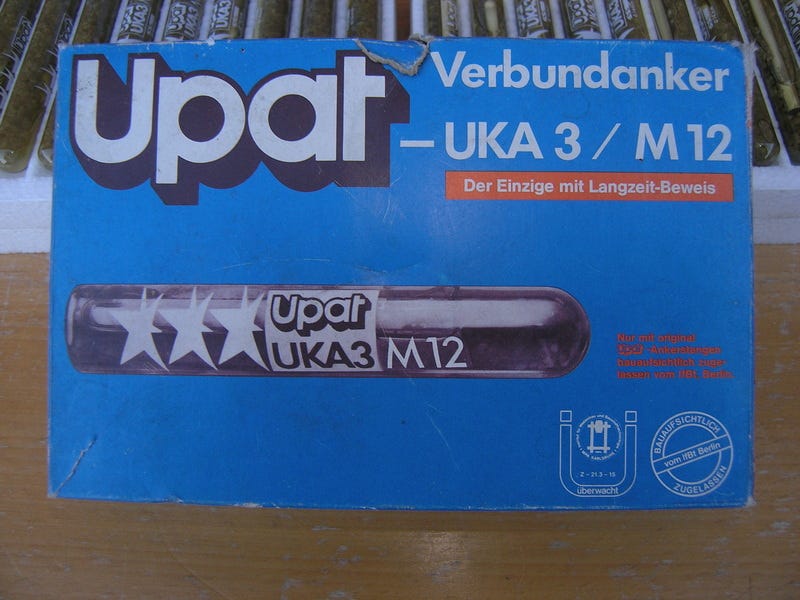 Upat
Verbundanker
– UKA 3 / M 12
Der Einzige mit Langzeit-Beweis
Upat
UKA3 M12
Nur mit original
Upat-Ankerstangen
bauaufsichtlich zuge-
lassen vom IfBt Berlin.
Z – 21.3 – 15
überwacht
BAUAUFSICHTLICH
vom IfBt Berlin
ZUGELASSEN